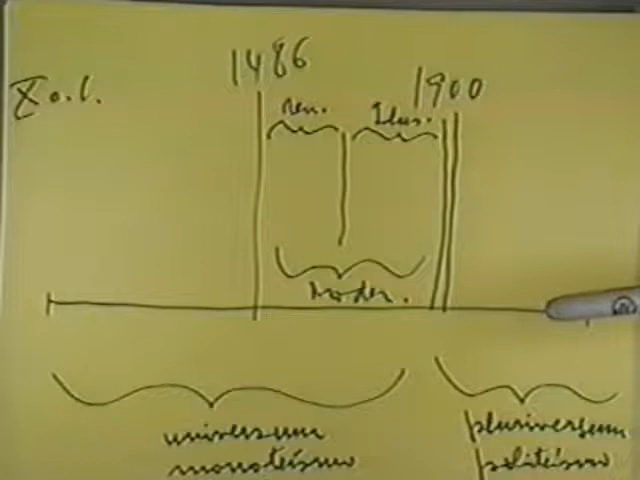 1486
1900
X a.C.
Ren.
Ilus.
Moder.
universum
monoteísmo
pluriversum
politeísmo